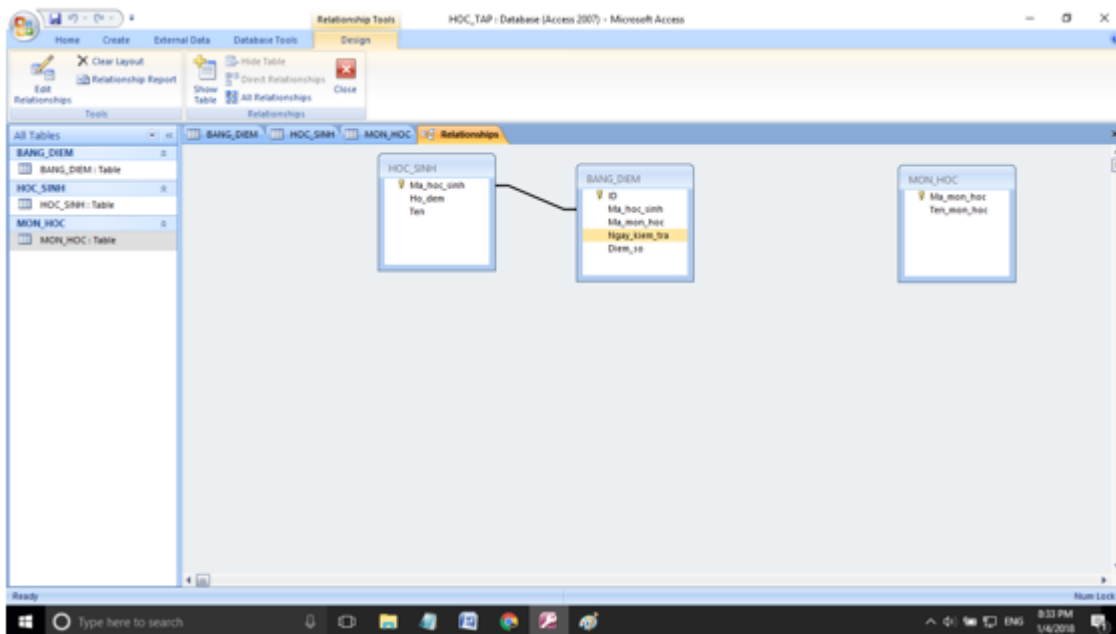 Relationship Tools
HOC_TAP : Database (Access 2007) - Microsoft Access
Home Create External Data Database Tools Design
Edit Relationships
Clear Layout
Relationship Report
Tools
Show Table
Hide Table
Direct Relationships
All Relationships
Close
Relationships
All Tables
BANG_DIEM HOC_SINH MON_HOC Relationships
BANG_DIEM
BANG_DIEM : Table
HOC_SINH
HOC_SINH : Table
MON_HOC
MON_HOC : Table
HOC_SINH
Ma_hoc_sinh
Ho_dem
Ten
BANG_DIEM
ID
Ma_hoc_sinh
Ma_mon_hoc
Ngay_kiem_tra
Diem_so
MON_HOC
Ma_mon_hoc
Ten_mon_hoc
Ready
Num Lock
Type here to search
ENG
8:33 PM
1/4/2018